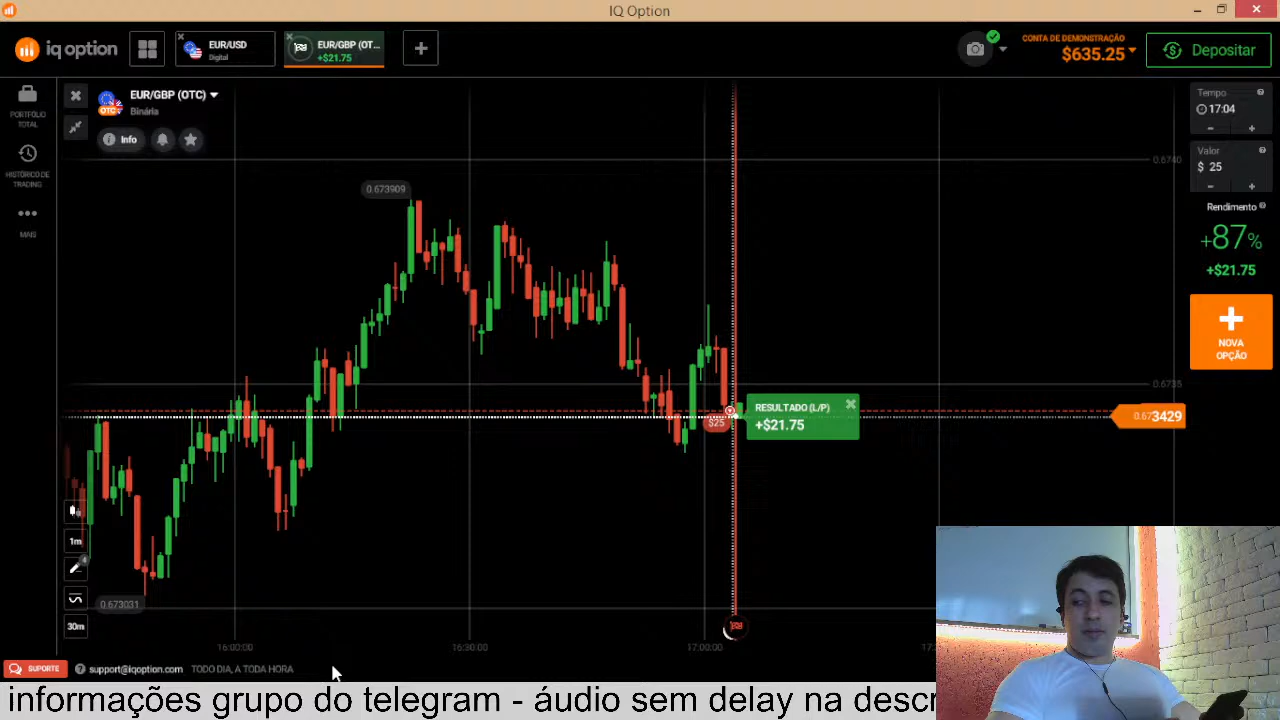 IQ Option
iq option
EUR/USD
Digital
EUR/GBP (OT...
+$21.75
CONTA DE DEMONSTRAÇÃO
$635.25
Depositar
PORTFÓLIO
TOTAL
HISTÓRICO DE
TRADING
MAIS
EUR/GBP (OTC)
OTC
Binária
Info
Tempo
17:04
Valor
$ 25
Rendimento
+87%
+$21.75
NOVA
OPÇÃO
0.6740
0.673909
0.6735
RESULTADO (L/P)
+$21.75
$25
0.673429
1m
4
30m
0.673031
16:00:00
16:30:00
17:00:00
SUPORTE
support@iqoption.com
TODO DIA, A TODA HORA
informações grupo do telegram - áudio sem delay na descr